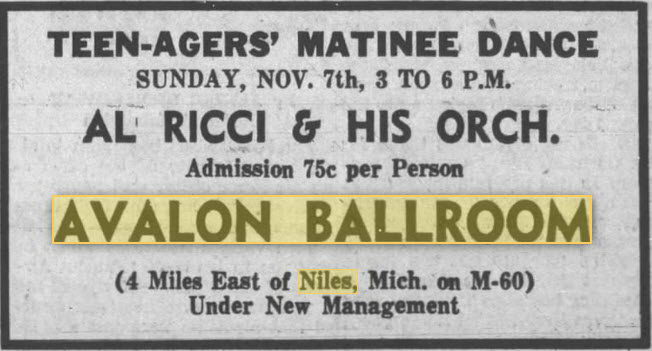 TEEN-AGERS' MATINEE DANCE
SUNDAY, NOV. 7th, 3 TO 6 P.M.
AL RICCI & HIS ORCH.
Admission 75c per Person
AVALON BALLROOM
(4 Miles East of Niles, Mich. on M-60)
Under New Management